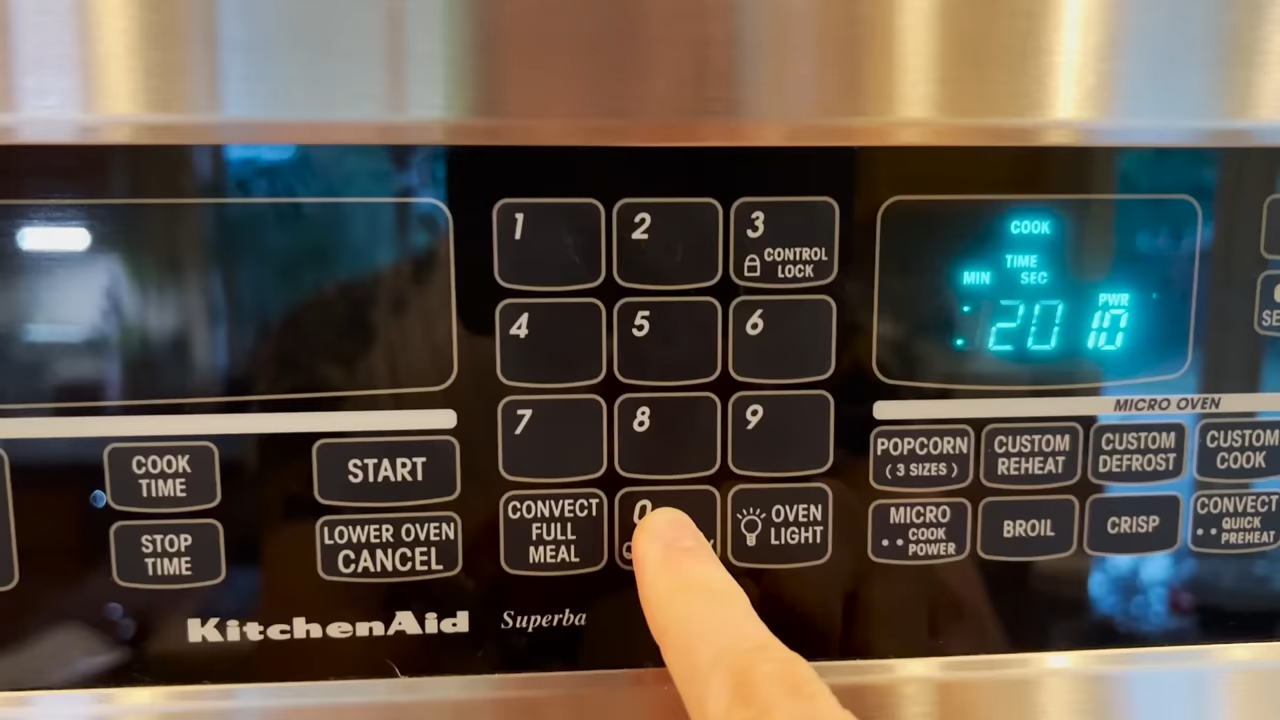 1
2
3
CONTROL
LOCK
4
5
6
7
8
9
CONVECT
FULL
MEAL
0
OVEN
LIGHT
COOK
TIME
START
STOP
TIME
LOWER OVEN
CANCEL
KitchenAid
Superba
COOK
TIME
MIN SEC
PWR
:20 10
MICRO OVEN
POPCORN
(3 SIZES)
CUSTOM
REHEAT
CUSTOM
DEFROST
CUSTOM
COOK
MICRO
•• COOK
POWER
BROIL
CRISP
CONVECT
•• QUICK
PREHEAT